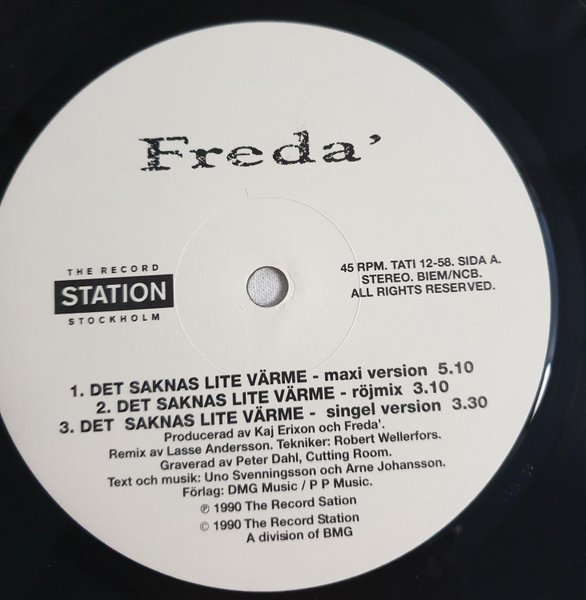 Freda'
THE RECORD
STATION
STOCKHOLM
45 RPM. TATI 12-58. SIDA A.
STEREO. BIEM/NCB.
ALL RIGHTS RESERVED.
1. DET SAKNAS LITE VÄRME - maxi version 5.10
2. DET SAKNAS LITE VÄRME - röjmix 3.10
3. DET SAKNAS LITE VÄRME - singel version 3.30
Producerad av Kaj Erixon och Freda'.
Remix av Lasse Andersson. Tekniker: Robert Wellerfors.
Graverad av Peter Dahl, Cutting Room.
Text och musik: Uno Svenningsson och Arne Johansson.
Förlag: DMG Music / P P Music.
℗ 1990 The Record Sation
© 1990 The Record Station
A division of BMG